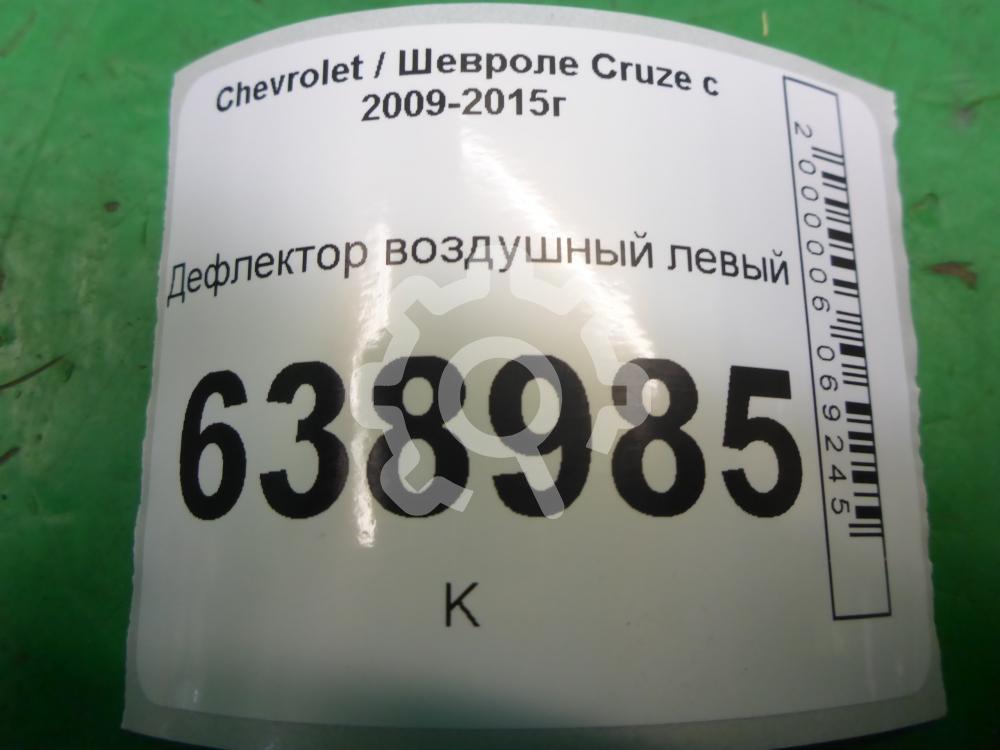 Chevrolet / Шевроле Cruze с
2009-2015г
Дефлектор воздушный левый
638985
К
2000006069245